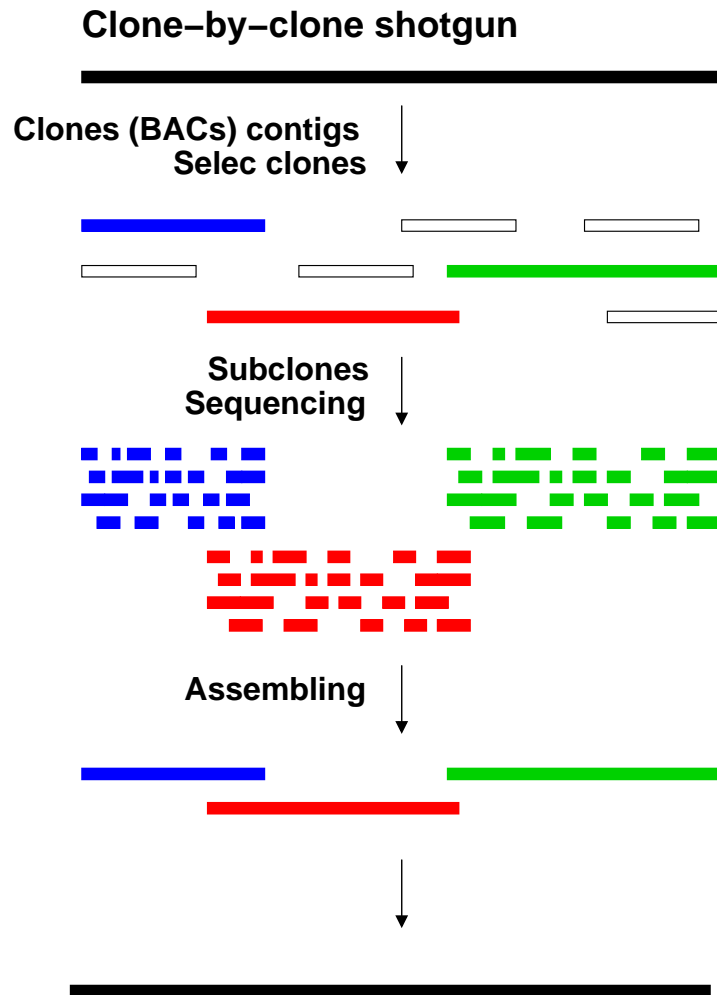 Clone–by–clone shotgun
Clones (BACs) contigs
Selec clones
Subclones
Sequencing
Assembling